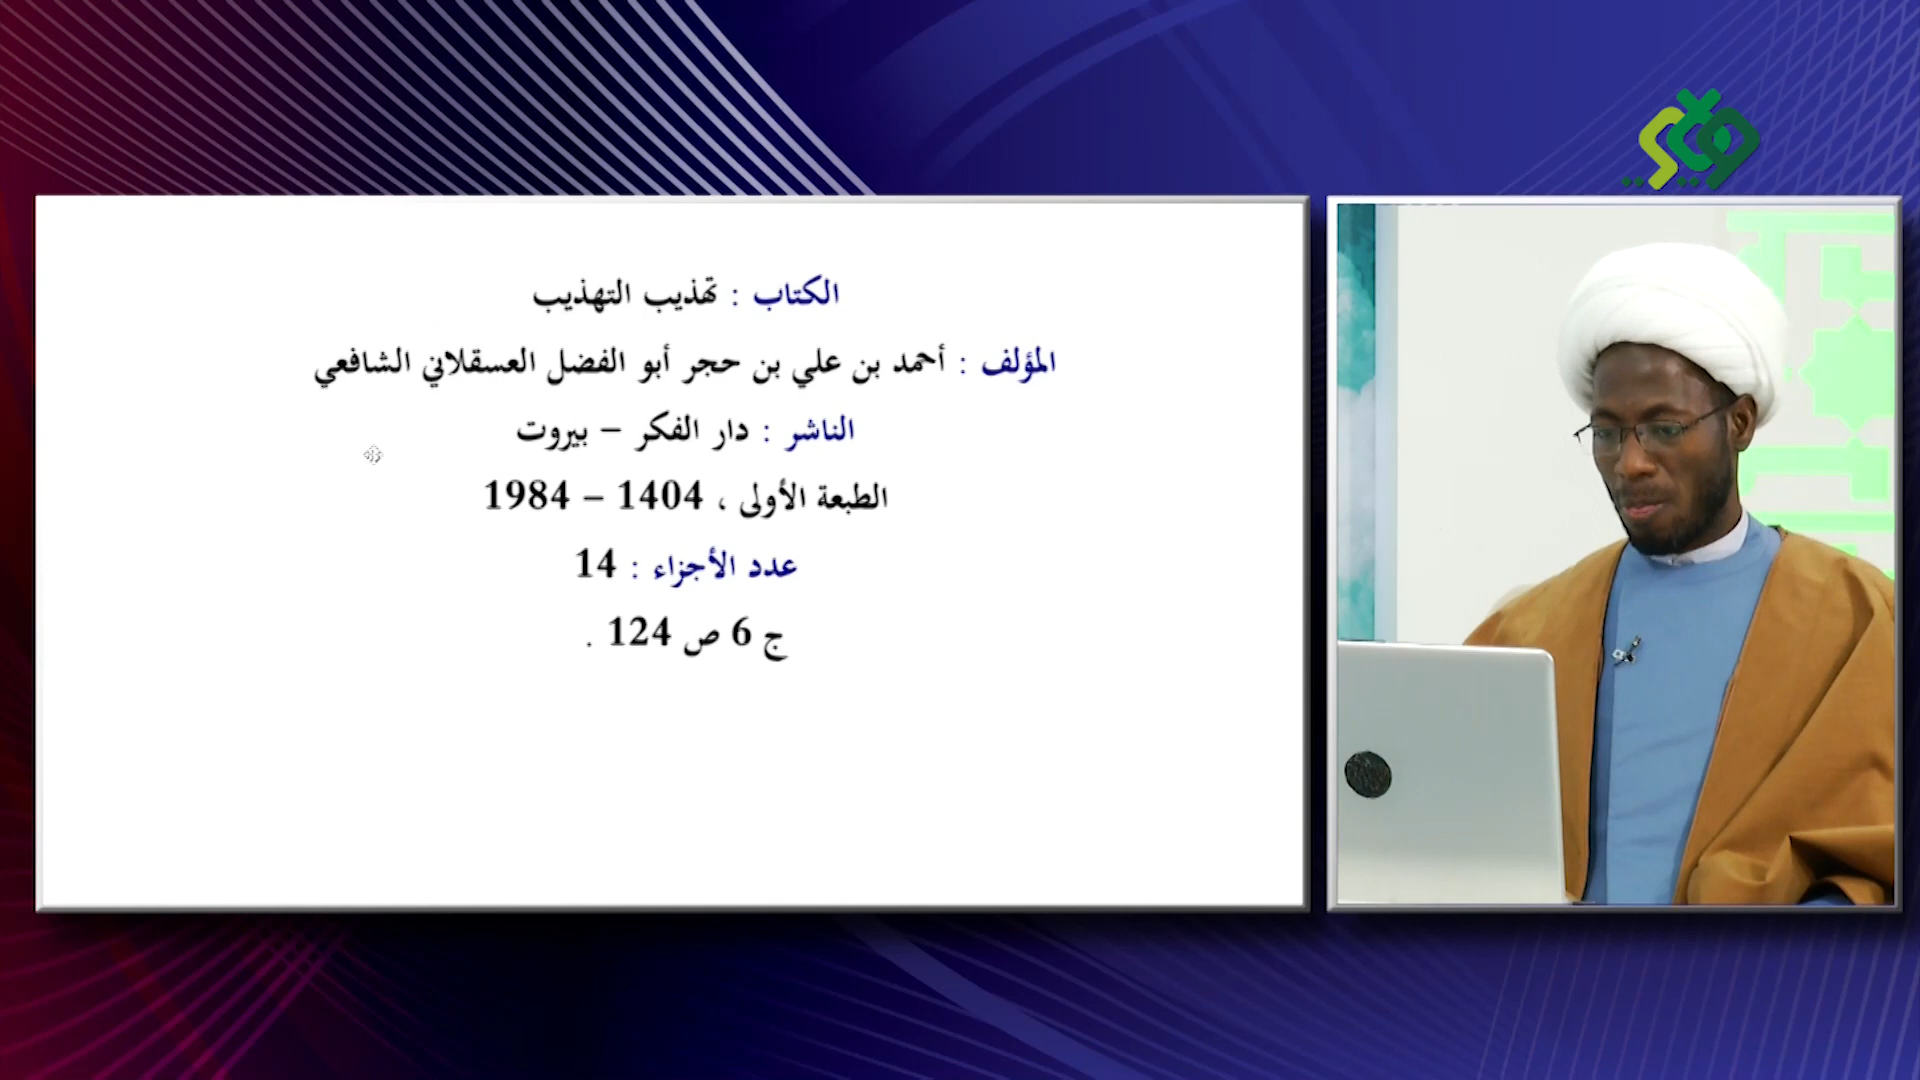 الكتاب : تهذيب التهذيب
المؤلف : أحمد بن علي بن حجر أبو الفضل العسقلاني الشافعي
الناشر : دار الفكر – بيروت
الطبعة الأولى ، 1404 – 1984
عدد الأجزاء : 14
ج 6 ص 124 .